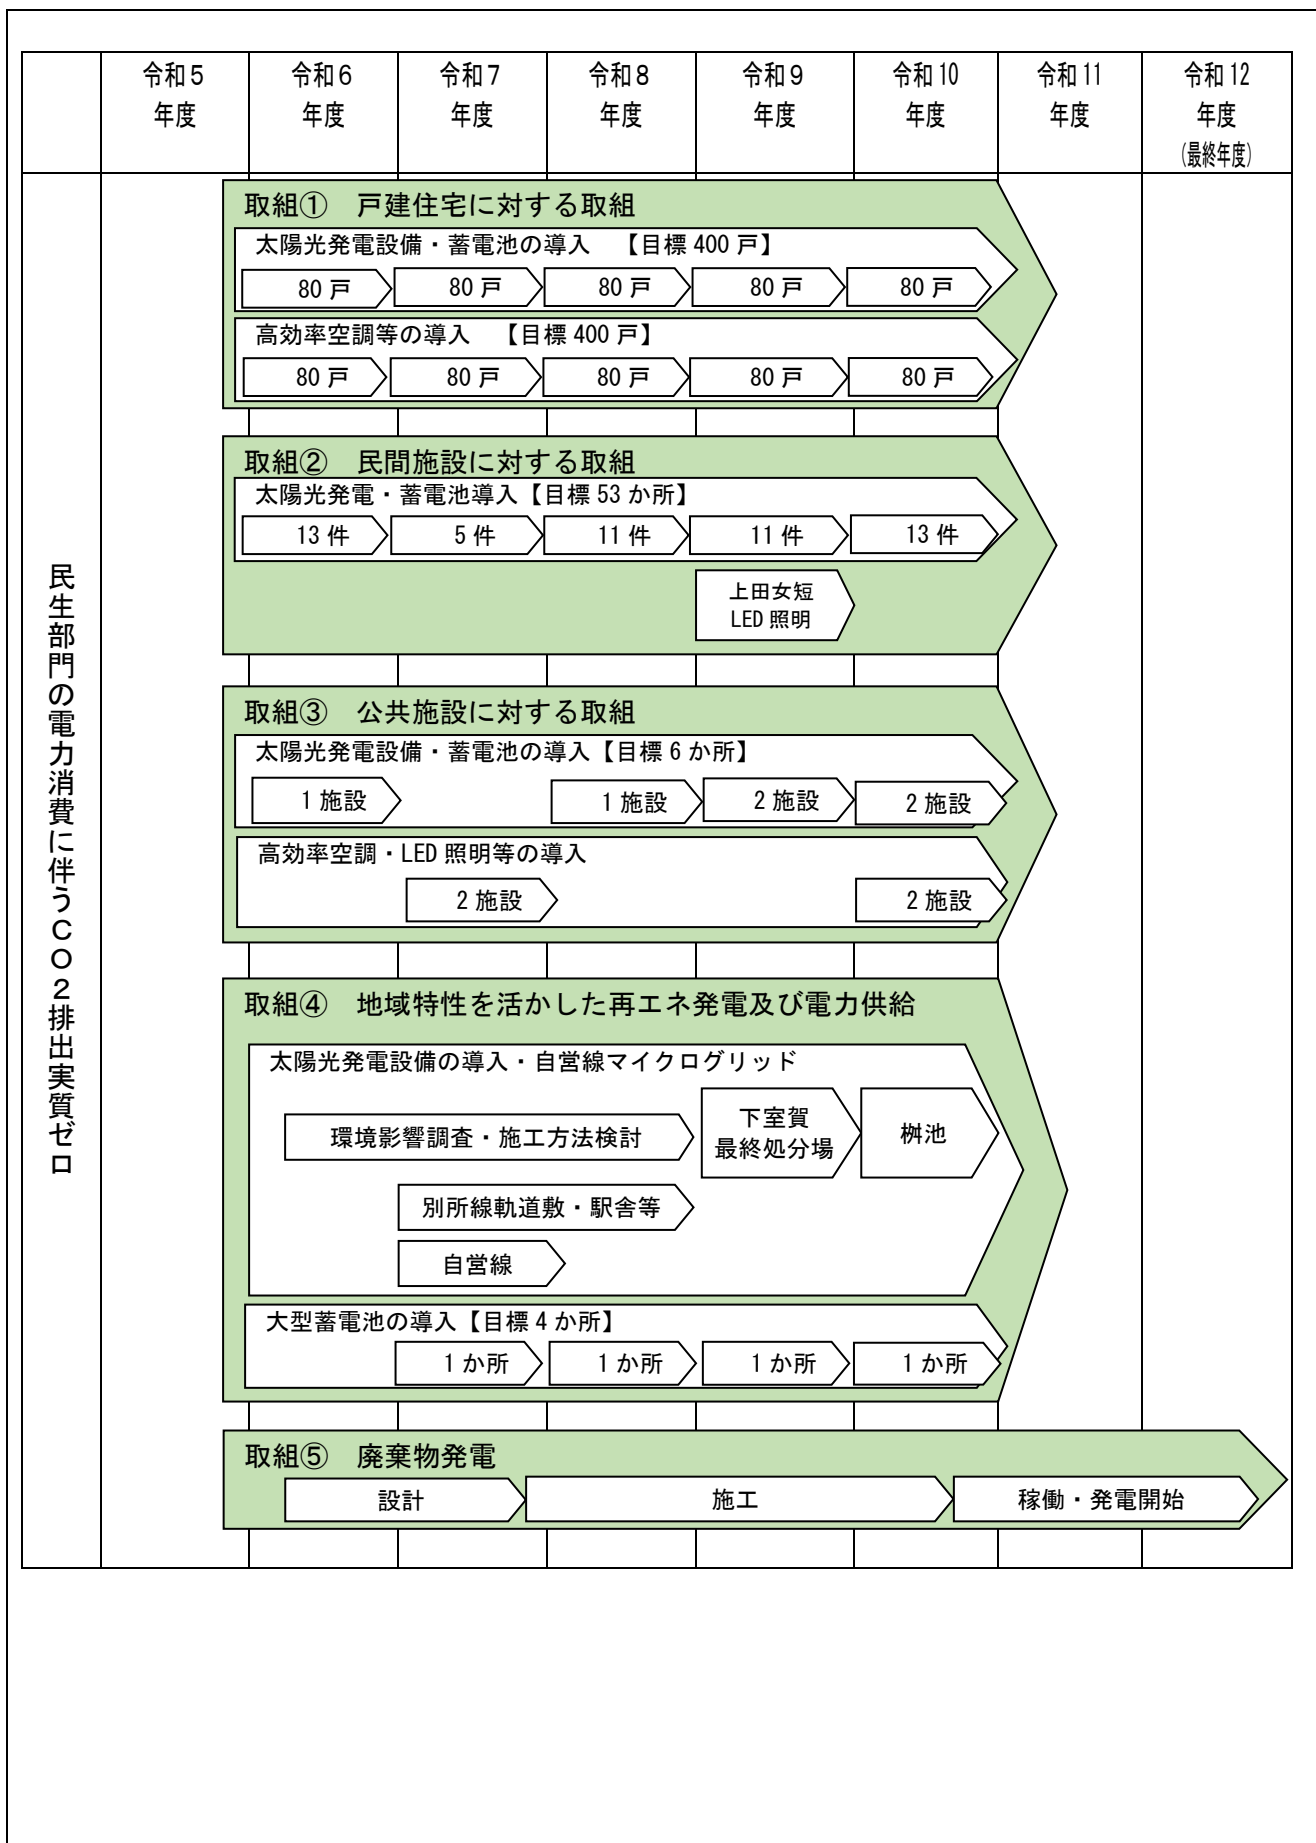 令和５
年度
令和６
年度
令和７
年度
令和８
年度
令和９
年度
令和 10
年度
令和 11
年度
令和 12
年度
（最終年度）
民生部門の電力消費に伴うＣＯ２排出実質ゼロ
取組①　戸建住宅に対する取組
太陽光発電設備・蓄電池の導入　【目標 400 戸】
80 戸
80 戸
80 戸
80 戸
80 戸
高効率空調等の導入　【目標 400 戸】
80 戸
80 戸
80 戸
80 戸
80 戸
取組②　民間施設に対する取組
太陽光発電・蓄電池導入【目標 53 か所】
13 件
5 件
11 件
11 件
13 件
上田女短
LED 照明
取組③　公共施設に対する取組
太陽光発電設備・蓄電池の導入【目標 6 か所】
1 施設
1 施設
2 施設
2 施設
高効率空調・LED 照明等の導入
2 施設
2 施設
取組④　地域特性を活かした再エネ発電及び電力供給
太陽光発電設備の導入・自営線マイクログリッド
環境影響調査・施工方法検討
下室賀
最終処分場
桝池
別所線軌道敷・駅舎等
自営線
大型蓄電池の導入【目標 4 か所】
1 か所
1 か所
1 か所
1 か所
取組⑤　廃棄物発電
設計
施工
稼働・発電開始